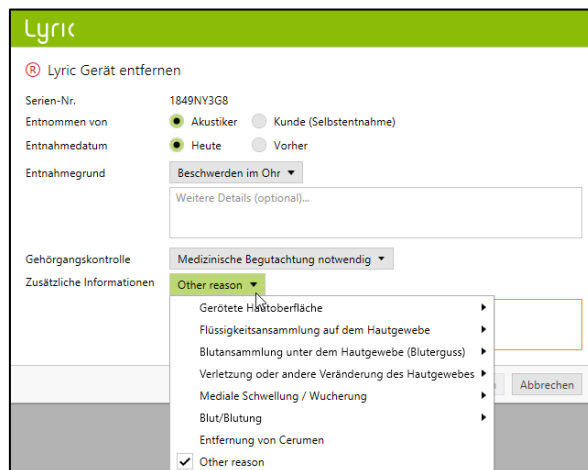 Lyric
R Lyric Gerät entfernen
Serien-Nr. 1849NY3G8
Entnommen von Akustiker Kunde (Selbstentnahme)
Entnahmedatum Heute Vorher
Entnahmegrund Beschwerden im Ohr
Weitere Details (optional)...
Gehörgangskontrolle Medizinische Begutachtung notwendig
Zusätzliche Informationen Other reason
Gerötete Hautoberfläche
Flüssigkeitsansammlung auf dem Hautgewebe
Blutansammlung unter dem Hautgewebe (Bluterguss)
Verletzung oder andere Veränderung des Hautgewebes
Mediale Schwellung / Wucherung
Abbrechen
Blut/Blutung
Entfernung von Cerumen
Other reason